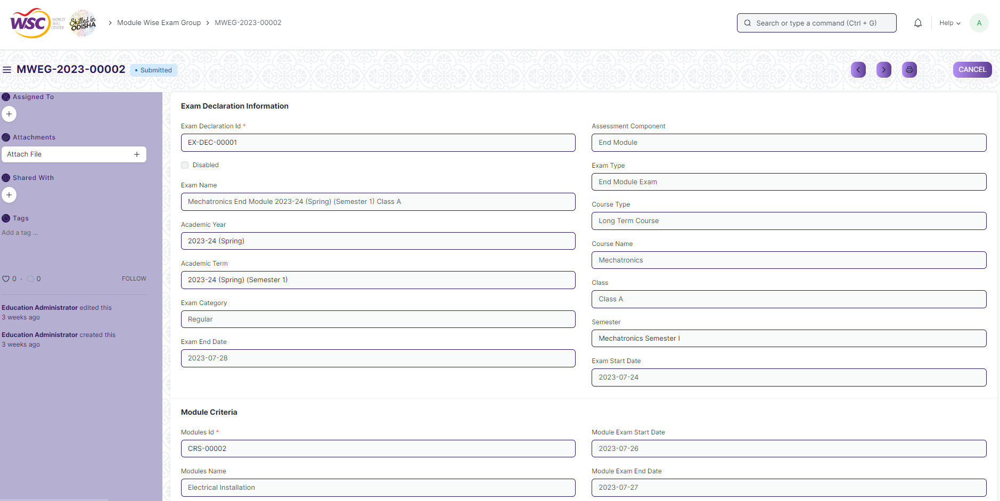 WSC WORLD SKILL CENTER
Skilled in ODISHA
Module Wise Exam Group
MWEG-2023-00002
Search or type a command (Ctrl + G)
Help
A
MWEG-2023-00002
Submitted
CANCEL
Assigned To
Attachments
Attach File
Shared With
Tags
Add a tag ...
0 · 0
FOLLOW
Education Administrator edited this
3 weeks ago
Education Administrator created this
3 weeks ago
Exam Declaration Information
Exam Declaration Id *
EX-DEC-00001
Disabled
Exam Name
Mechatronics End Module 2023-24 (Spring) (Semester 1) Class A
Academic Year
2023-24 (Spring)
Academic Term
2023-24 (Spring) (Semester 1)
Exam Category
Regular
Exam End Date
2023-07-28
Assessment Component
End Module
Exam Type
End Module Exam
Course Type
Long Term Course
Course Name
Mechatronics
Class
Class A
Semester
Mechatronics Semester I
Exam Start Date
2023-07-24
Module Criteria
Modules Id *
CRS-00002
Modules Name
Electrical Installation
Module Exam Start Date
2023-07-26
Module Exam End Date
2023-07-27